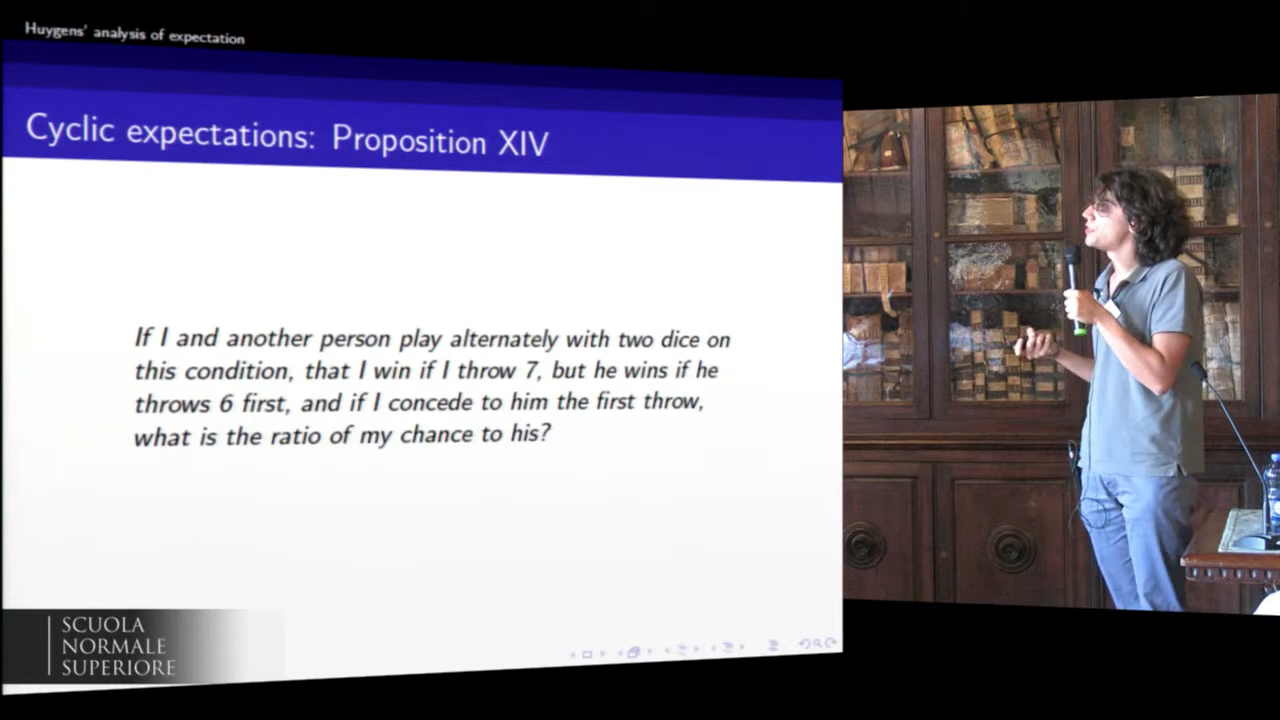 Huygens' analysis of expectation
Cyclic expectations: Proposition XIV
If I and another person play alternately with two dice on
this condition, that I win if I throw 7, but he wins if he
throws 6 first, and if I concede to him the first throw,
what is the ratio of my chance to his?
SCUOLA
NORMALE
SUPERIORE